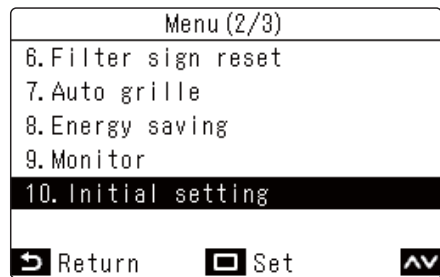 Menu(2/3)
6.Filter sign reset
7.Auto grille
8.Energy saving
9.Monitor
10.Initial setting
Return Set